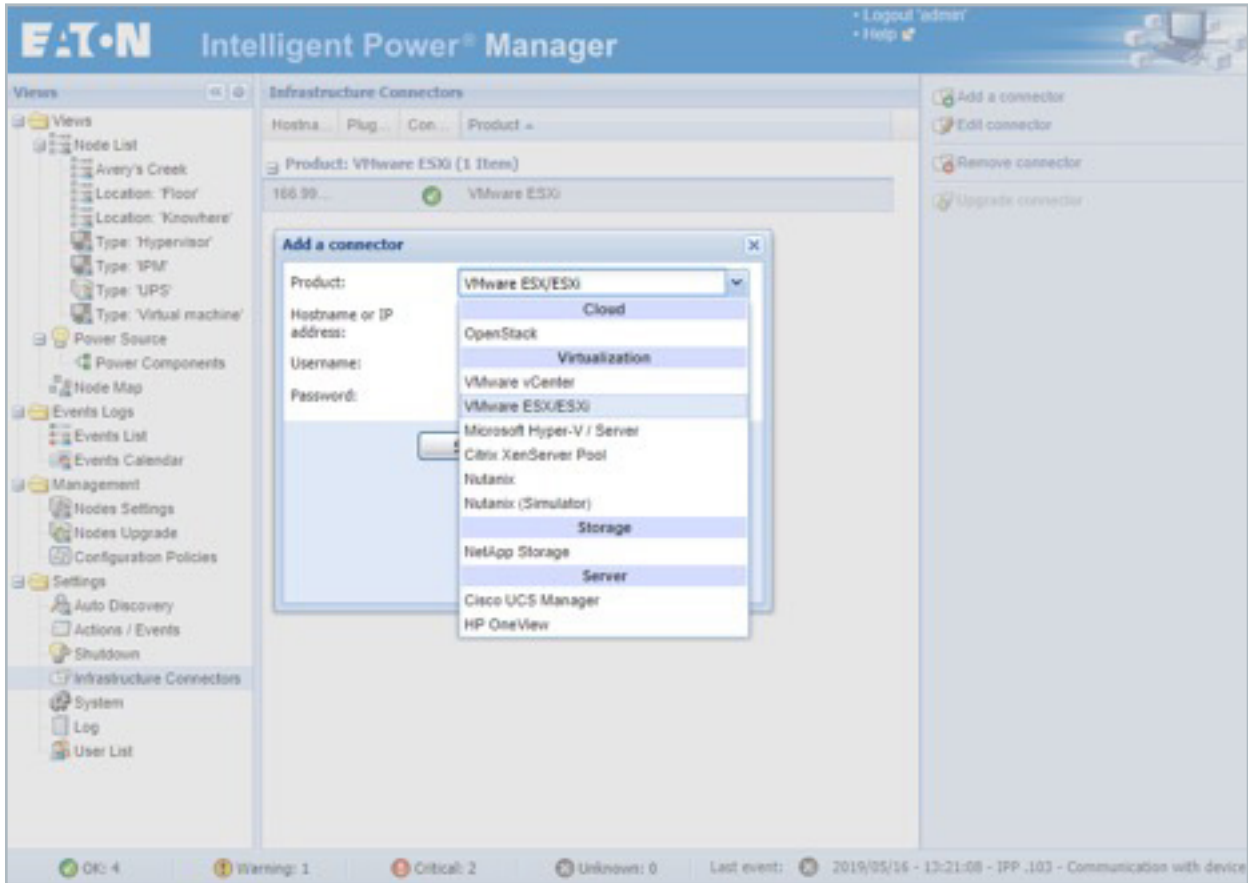 EATON Intelligent Power® Manager
• Logout 'admin'
• Help
Views
Views
Node List
Avery's Creek
Location: 'Floor'
Location: 'Knowhere'
Type: 'Hypervisor'
Type: 'IPM'
Type: 'UPS'
Type: 'Virtual machine'
Power Source
Power Components
Node Map
Events Logs
Events List
Events Calendar
Management
Nodes Settings
Nodes Upgrade
Configuration Policies
Settings
Auto Discovery
Actions / Events
Shutdown
Infrastructure Connectors
System
Log
User List
Infrastructure Connectors
Hostna... Plug... Con... Product
Product: VMware ESXi (1 Item)
166.99.... VMware ESXi
Add a connector
Product: VMware ESX/ESXi
Hostname or IP
address:
Username:
Password:
Cloud
OpenStack
Virtualization
VMware vCenter
VMware ESX/ESXi
Microsoft Hyper-V / Server
Citrix XenServer Pool
Nutanix
Nutanix (Simulator)
Storage
NetApp Storage
Server
Cisco UCS Manager
HP OneView
Add a connector
Edit connector
Remove connector
Upgrade connector
OK: 4 Warning: 1 Critical: 2 Unknown: 0 Last event: 2019/05/16 - 13:21:08 - IPP .103 - Communication with device